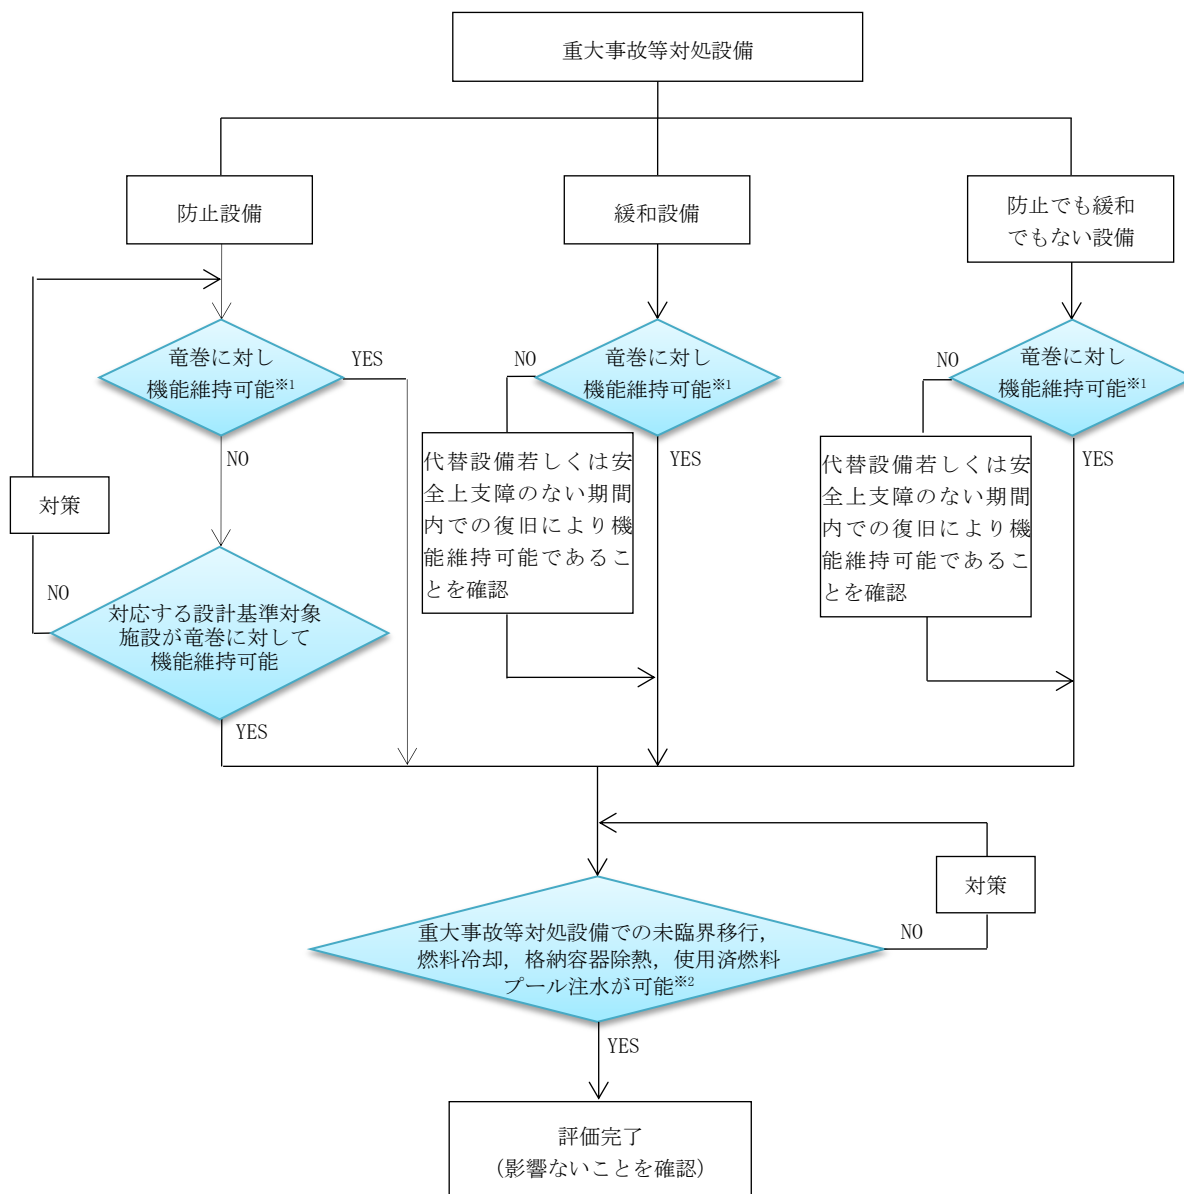 重大事故等対処設備
防止設備
緩和設備
防止でも緩和
でもない設備
竜巻に対し
機能維持可能※1
YES
NO
対策
対応する設計基準対象
施設が竜巻に対して
機能維持可能
NO
YES
竜巻に対し
機能維持可能※1
NO
YES
代替設備若しくは安
全上支障のない期間
内での復旧により機
能維持可能であるこ
とを確認
竜巻に対し
機能維持可能※1
NO
YES
代替設備若しくは安
全上支障のない期間
内での復旧により機
能維持可能であるこ
とを確認
重大事故等対処設備での未臨界移行，
燃料冷却，格納容器除熱，使用済燃料
プール注水が可能※2
NO
対策
YES
評価完了
（影響ないことを確認）